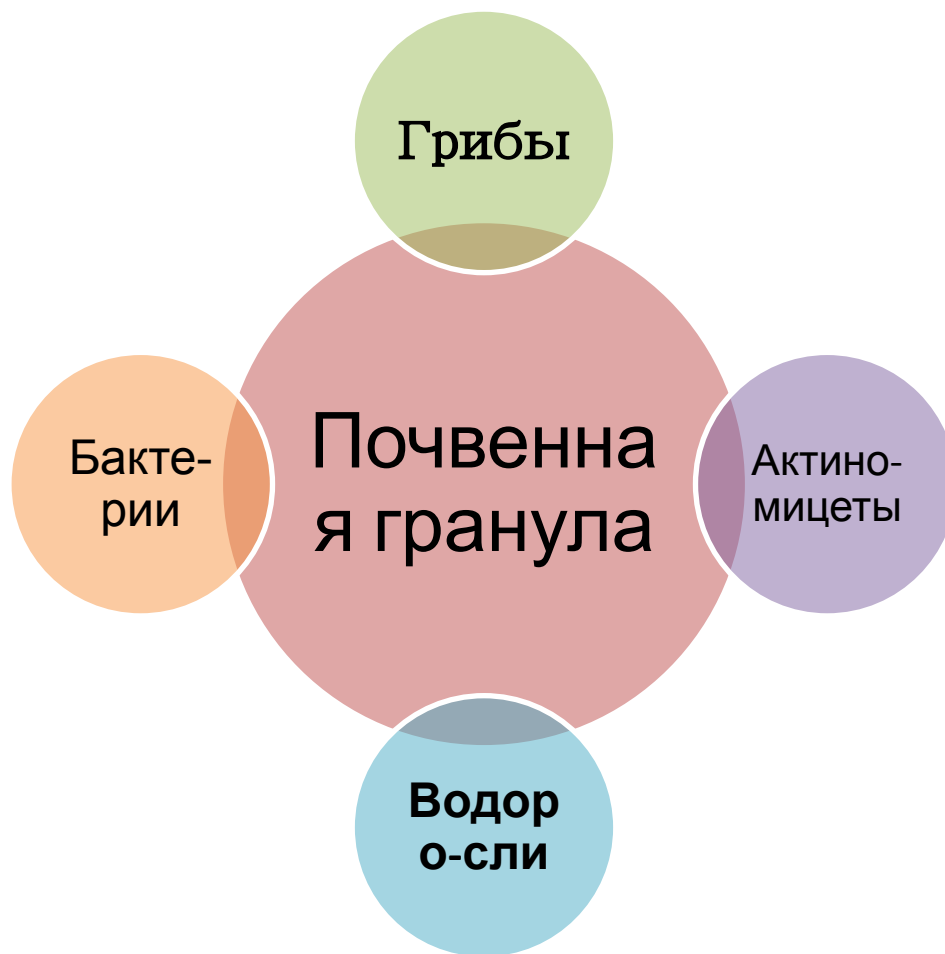 Грибы
Бакте-
рии
Почвенна
я гранула
Актино-
мицеты
Водор
о-сли